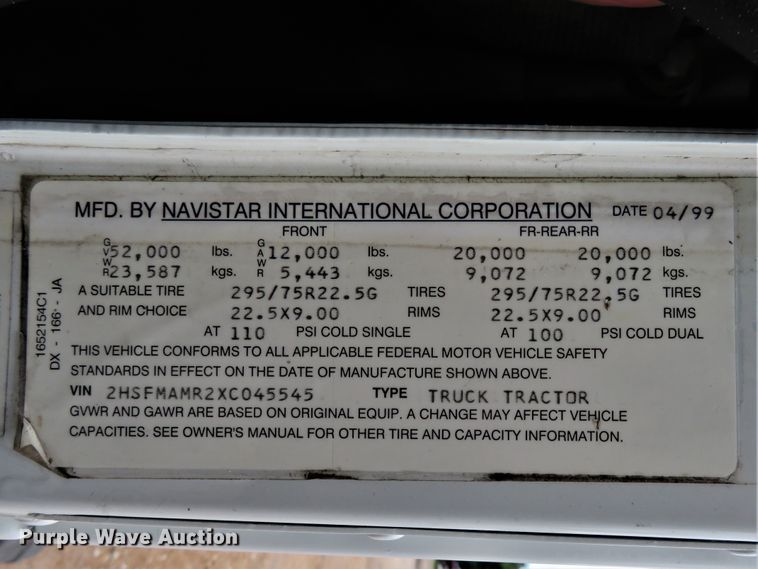 MFD. BY NAVISTAR INTERNATIONAL CORPORATION DATE 04/99
FRONT FR-REAR-RR
GVWR 52,000 lbs. GAWR 12,000 lbs. 20,000 20,000 lbs.
23,587 kgs. 5,443 kgs. 9,072 9,072 kgs.
A SUITABLE TIRE 295/75R22.5G TIRES 295/75R22.5G TIRES
AND RIM CHOICE 22.5X9.00 RIMS 22.5X9.00 RIMS
AT 110 PSI COLD SINGLE AT 100 PSI COLD DUAL
THIS VEHICLE CONFORMS TO ALL APPLICABLE FEDERAL MOTOR VEHICLE SAFETY
STANDARDS IN EFFECT ON THE DATE OF MANUFACTURE SHOWN ABOVE.
VIN 2HSFMAMR2XC045545 TYPE TRUCK TRACTOR
GVWR AND GAWR ARE BASED ON ORIGINAL EQUIP. A CHANGE MAY AFFECT VEHICLE
CAPACITIES. SEE OWNER'S MANUAL FOR OTHER TIRE AND CAPACITY INFORMATION.
1652154C1
DX - 166 - JA
Purple Wave Auction